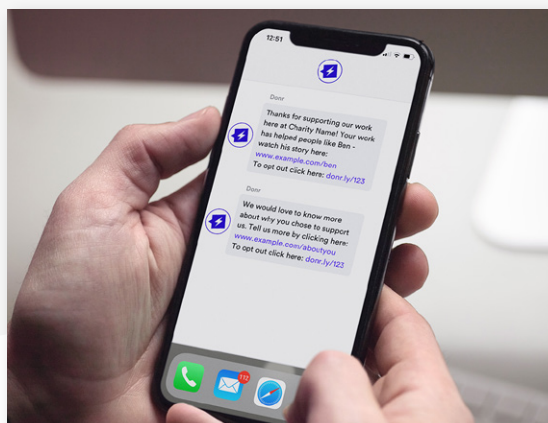 12:51
Donr
Thanks for supporting our work
here at Charity Name! Your work
has helped people like Ben -
watch his story here:
www.example.com/ben
To opt out click here: donr.ly/123
Donr
We would love to know more
about why you chose to support
us. Tell us more by clicking here:
www.example.com/aboutyou
To opt out click here: donr.ly/123